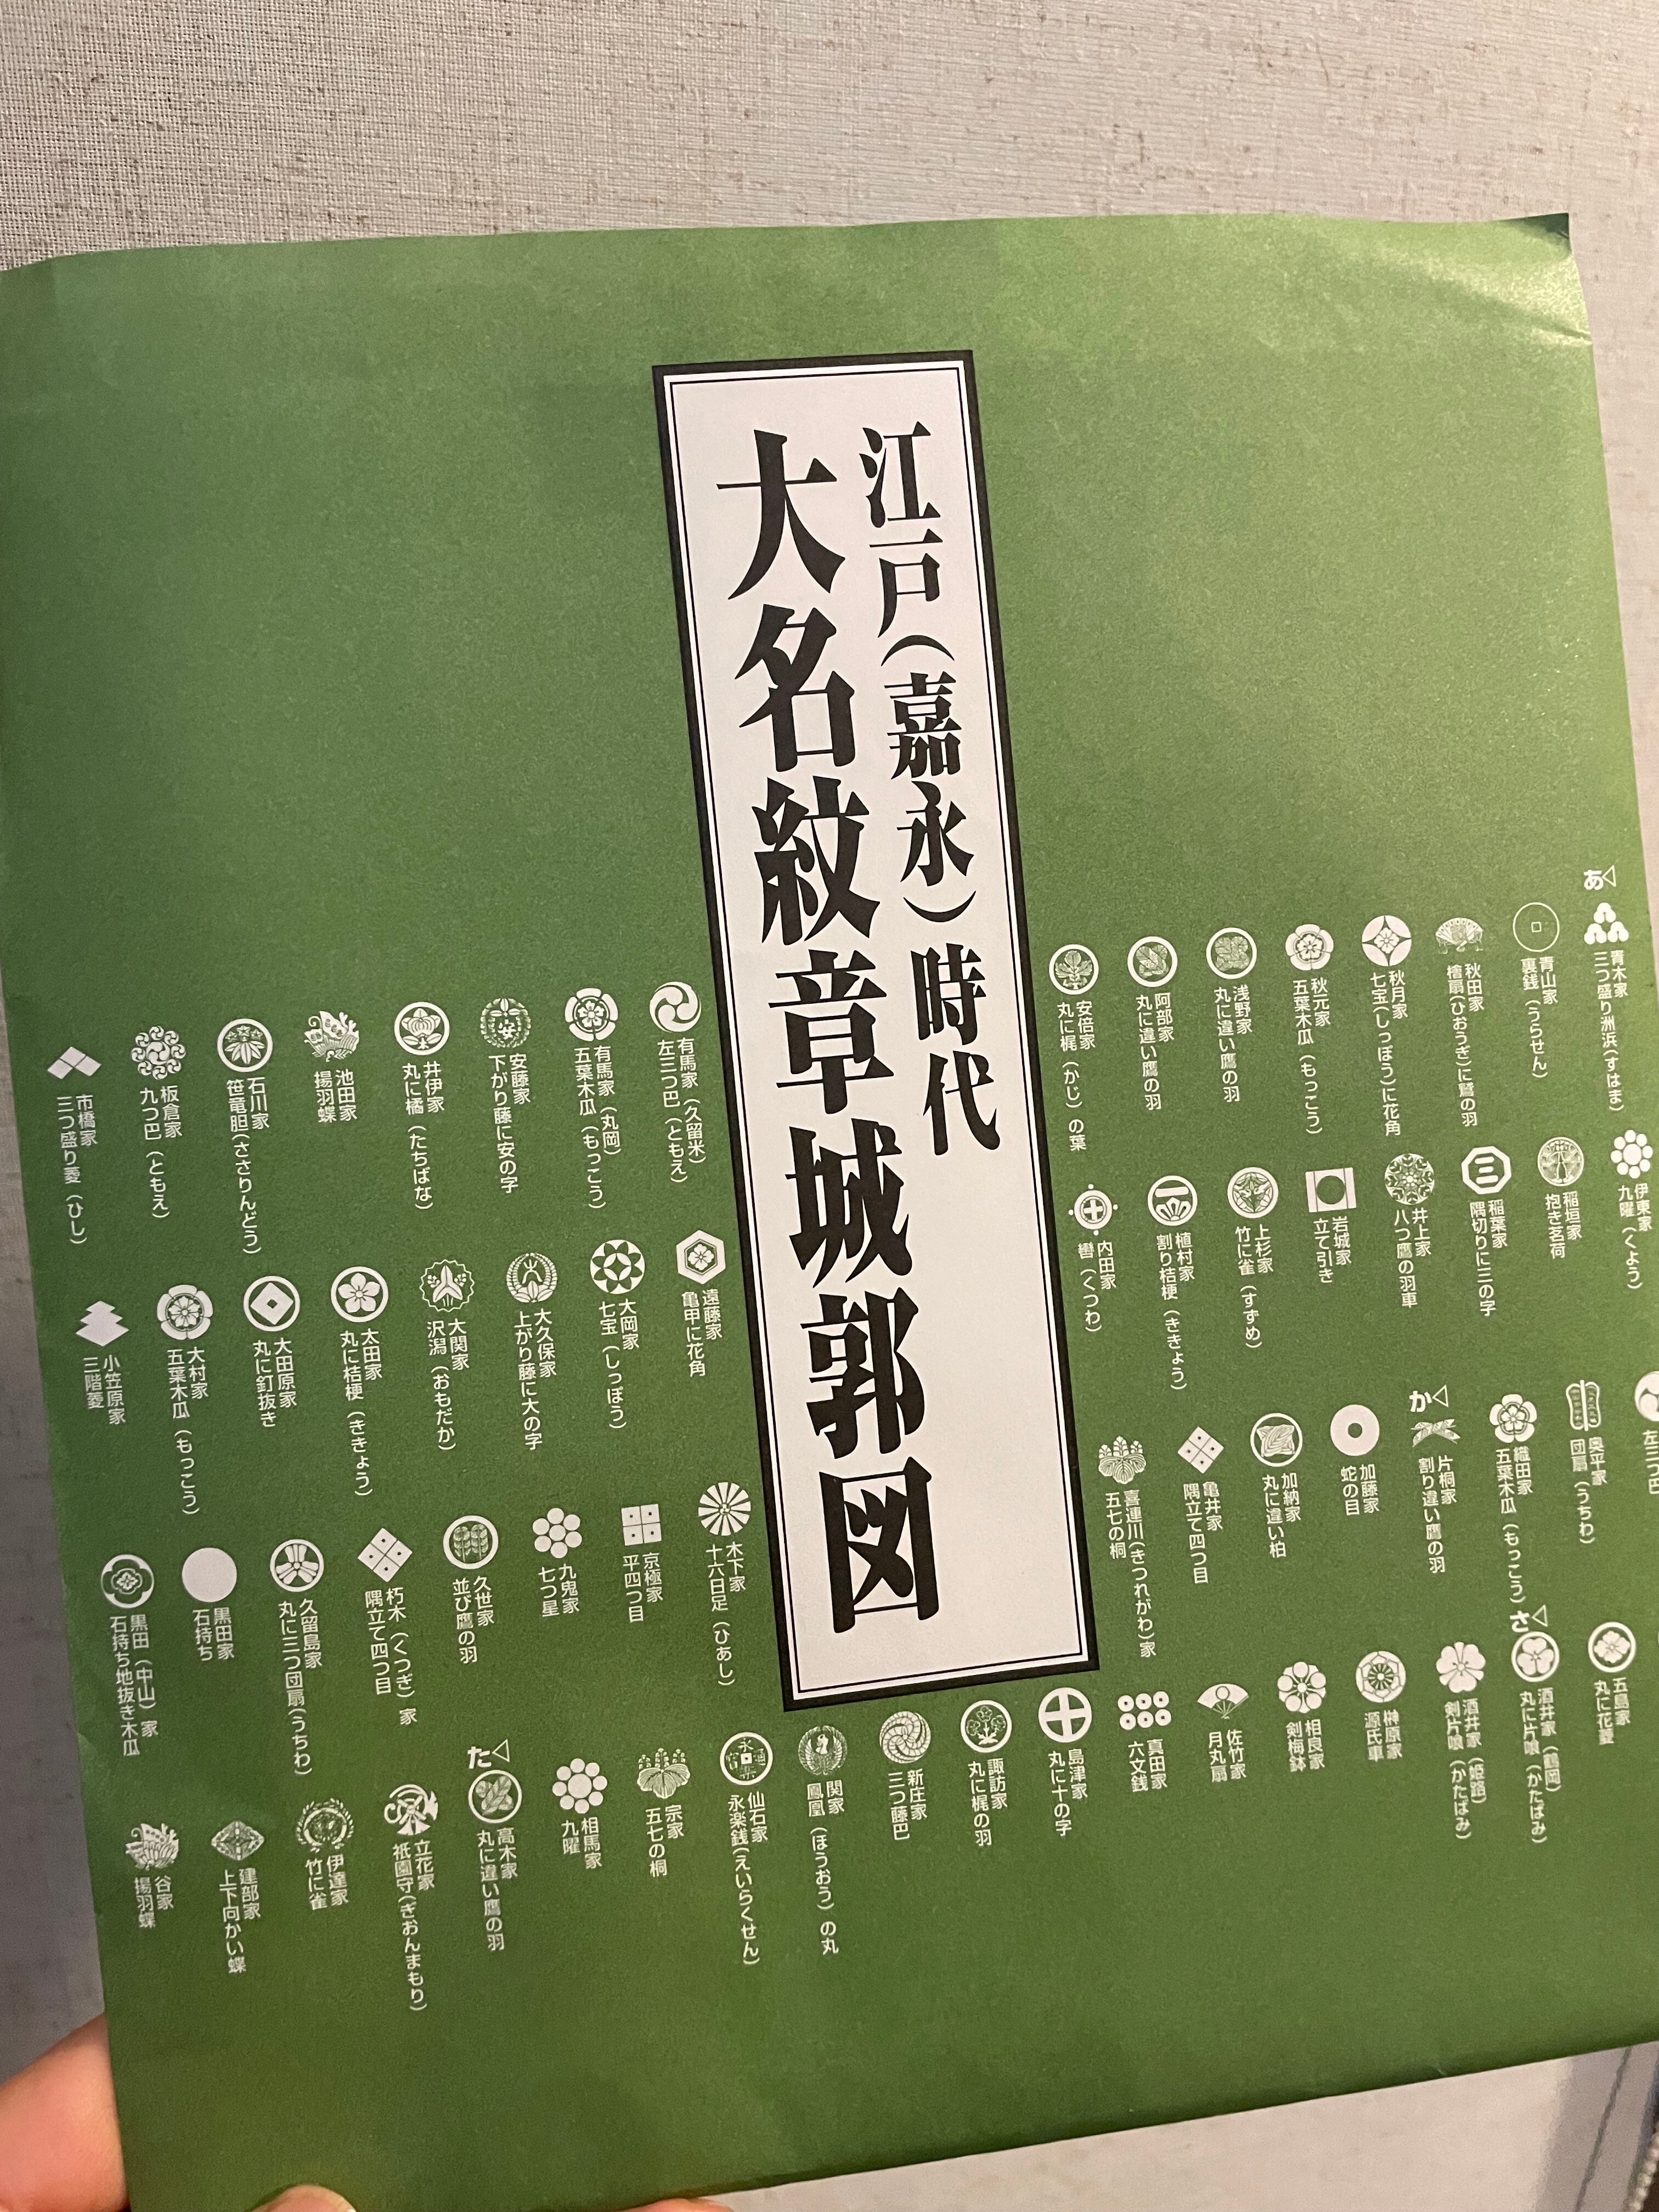 江戸(嘉永)時代
大名紋章城郭図
あ◁
青木家
三つ盛り洲浜(すはま)
青山家
裏銭(うらせん)
秋田家
檜扇(ひおうぎ)に鷲の羽
秋月家
七宝(しっぽう)に花角
秋元家
五葉木瓜(もっこう)
浅野家
丸に違い鷹の羽
阿部家
丸に違い鷹の羽
安倍家
丸に梶(かじ)の葉
有馬家(久留米)
左三つ巴(ともえ)
有馬家(丸岡)
五葉木瓜(もっこう)
安藤家
下がり藤に安の字
井伊家
丸に橘(たちばな)
池田家
揚羽蝶
石川家
笹竜胆(ささりんどう)
板倉家
九つ巴(ともえ)
市橋家
三つ盛り菱(ひし)
伊東家
九曜(くよう)
稲垣家
抱き茗荷
稲葉家
隅切りに三の字
井上家
八つ鷹の羽車
岩城家
立て引き
上杉家
竹に雀(すずめ)
植村家
割り桔梗(ききょう)
内田家
轡(くつわ)
遠藤家
亀甲に花角
大岡家
七宝(しっぽう)
大久保家
上がり藤に大の字
大関家
沢潟(おもだか)
太田家
丸に桔梗(ききょう)
大田原家
丸に釘抜き
大村家
五葉木瓜(もっこう)
小笠原家
三階菱
左三つ巴
奥平家
団扇(うちわ)
織田家
五葉木瓜(もっこう)
か◁
片桐家
割り違い鷹の羽
加藤家
蛇の目
加納家
丸に違い柏
亀井家
隅立て四つ目
喜連川(きつれがわ)家
五七の桐
木下家
十六日足(ひあし)
京極家
平四つ目
九鬼家
七つ星
久世家
並び鷹の羽
朽木(くつぎ)家
隅立て四つ目
久留島家
丸に三つ団扇(うちわ)
黒田家
石持ち
黒田(中山)家
石持ち地抜き木瓜
五島家
丸に花菱
さ◁
酒井家(鶴岡)
丸に片喰(かたばみ)
酒井家(姫路)
剣片喰(かたばみ)
榊原家
源氏車
相良家
剣梅鉢
佐竹家
月丸扇
真田家
六文銭
島津家
丸に十の字
諏訪家
丸に梶の羽
新庄家
三つ藤巴
関家
鳳凰(ほうおう)の丸
仙石家
永楽銭(えいらくせん)
宗家
五七の桐
相馬家
九曜
た◁
高木家
丸に違い鷹の羽
立花家
祇園守(ぎおんまもり)
伊達家
竹に雀
建部家
上下向かい蝶
谷家
揚羽蝶